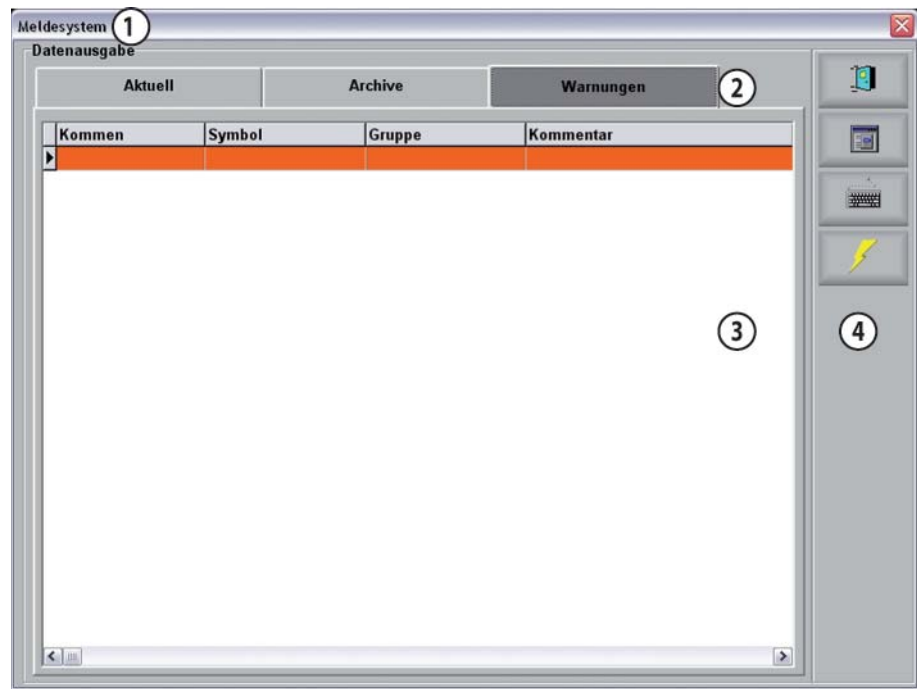 Meldesystem 1
Datenausgabe
Aktuell Archive Warnungen 2
Kommen Symbol Gruppe Kommentar
3 4